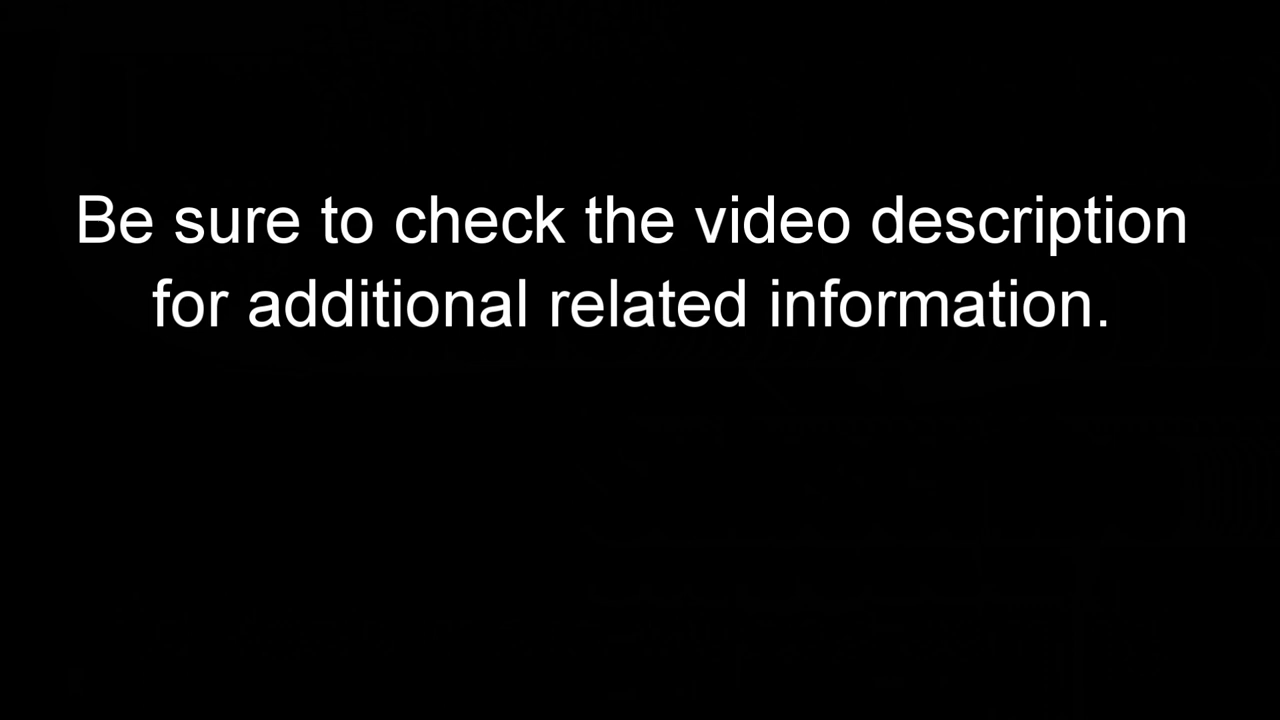 Be sure to check the video description
for additional related information.